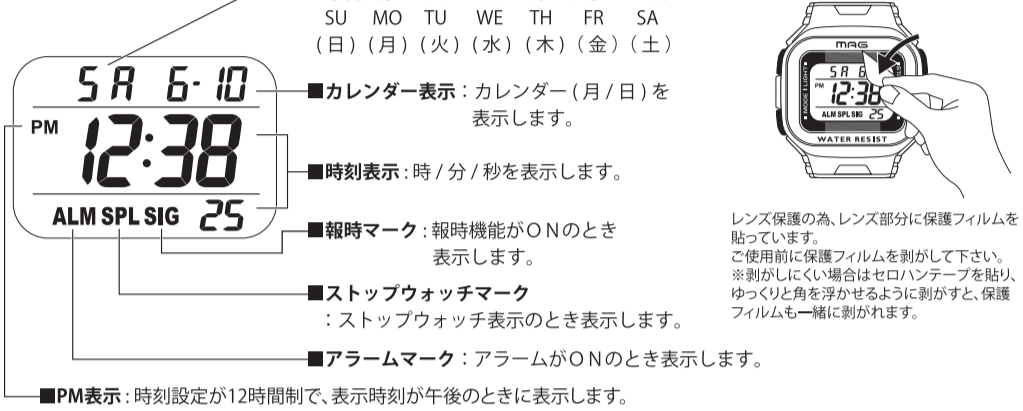 SU MO TU WE TH FR SA
(日)(月)(火)(水)(木)(金)(土)
SA 6-10
PM
12:38
ALM SPL SIG 25
■カレンダー表示:カレンダー(月/日)を
表示します。
■時刻表示:時/分/秒を表示します。
■報時マーク:報時機能がONのとき
表示します。
■ストップウォッチマーク
:ストップウォッチ表示のとき表示します。
■アラームマーク:アラームがONのとき表示します。
■PM表示:時刻設定が12時間制で、表示時刻が午後のときに表示します。
MAG
MODE LIGHT
SA 6
PM 12:38
ALM SPL SIG 25
WATER RESIST
レンズ保護の為、レンズ部分に保護フィルムを
貼っています。
ご使用前に保護フィルムを剥がして下さい。
※剥がしにくい場合はセロハンテープを貼り、
ゆっくりと角を浮かせるように剥がすと、保護
フィルムも一緒に剥がれます。